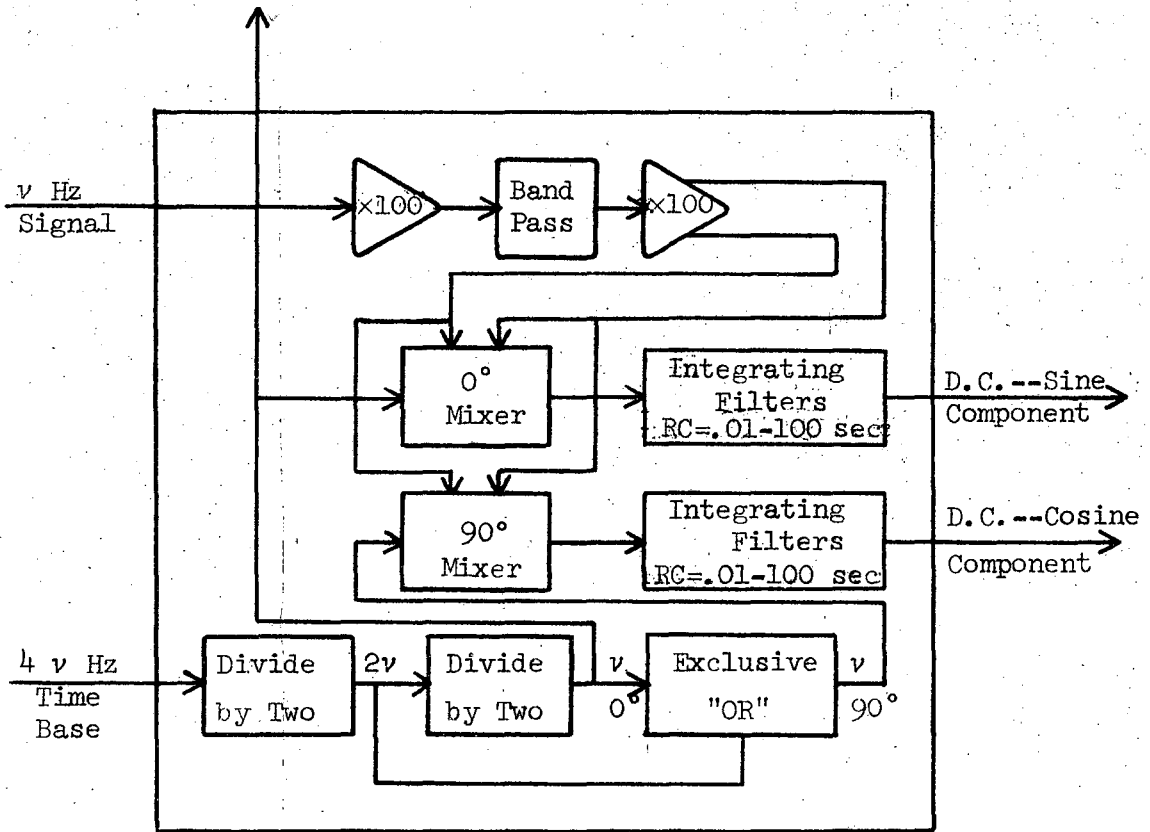 ν Hz
Signal
×100
Band
Pass
×100
0°
Mixer
Integrating
Filters
RC=.01-100 sec
D.C.--Sine
Component
90°
Mixer
Integrating
Filters
RC=.01-100 sec
D.C.--Cosine
Component
4 ν Hz
Time
Base
Divide
by Two
2ν
Divide
by Two
ν
0°
Exclusive
"OR"
ν
90°